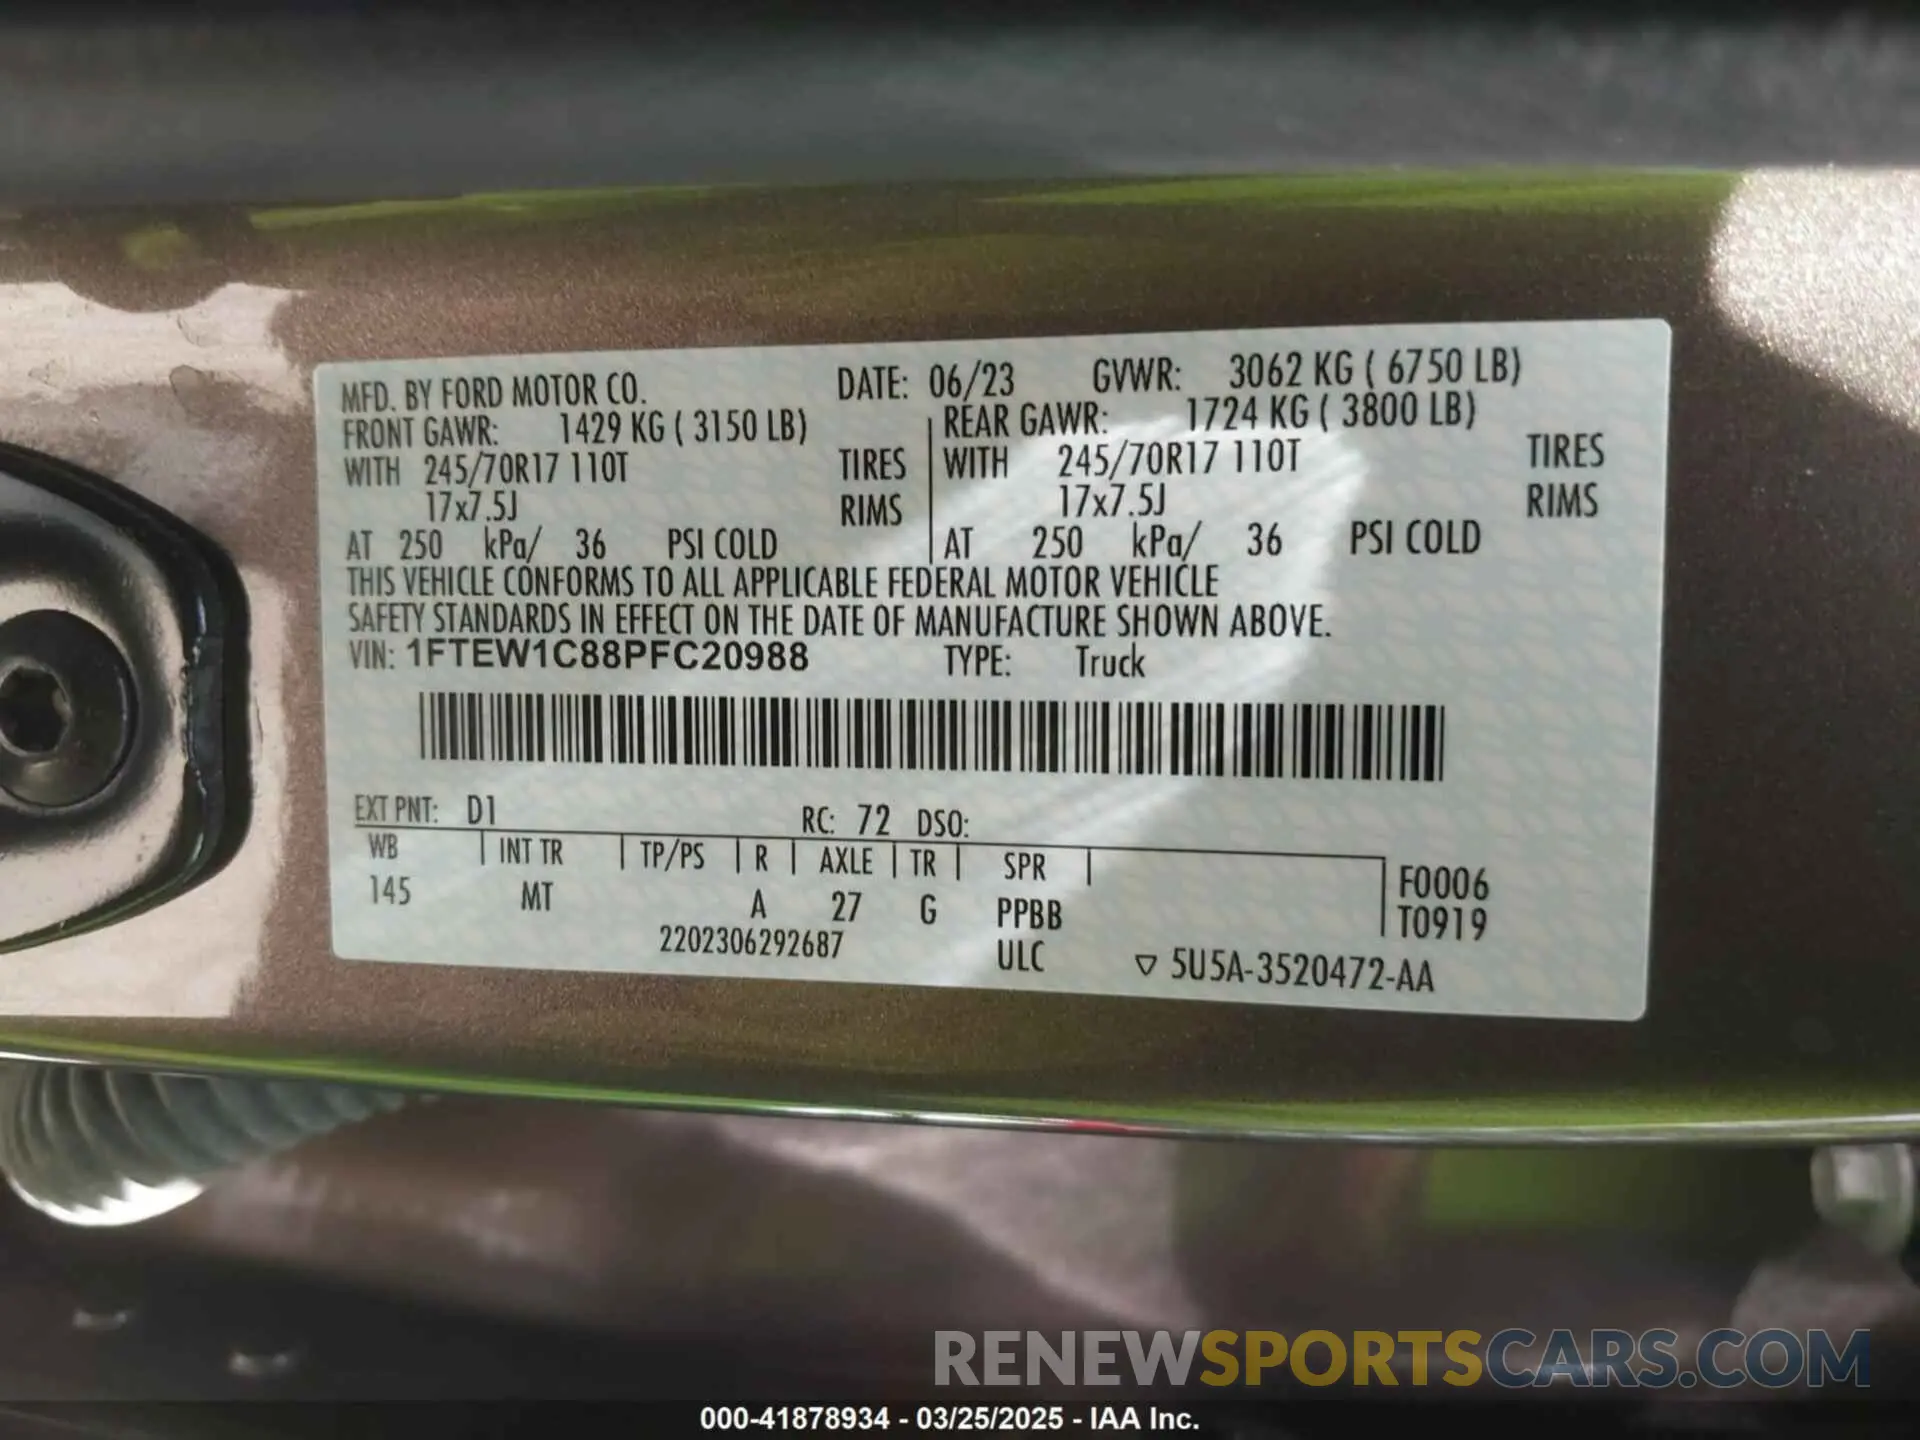 MFD. BY FORD MOTOR CO. DATE: 06/23 GVWR: 3062 KG ( 6750 LB)
FRONT GAWR: 1429 KG ( 3150 LB) REAR GAWR: 1724 KG ( 3800 LB)
WITH 245/70R17 110T TIRES WITH 245/70R17 110T TIRES
17x7.5J RIMS 17x7.5J RIMS
AT 250 kPa/ 36 PSI COLD AT 250 kPa/ 36 PSI COLD
THIS VEHICLE CONFORMS TO ALL APPLICABLE FEDERAL MOTOR VEHICLE
SAFETY STANDARDS IN EFFECT ON THE DATE OF MANUFACTURE SHOWN ABOVE.
VIN: 1FTEW1C88PFC20988 TYPE: Truck
EXT PNT: D1 RC: 72 DSO:
WB INT TR TP/PS R AXLE TR SPR
145 MT A 27 G PPBB
F0006
T0919
2202306292687 ULC ▽ 5U5A-3520472-AA
RENEWSPORTSCARS.COM
000-41878934 - 03/25/2025 - IAA Inc.